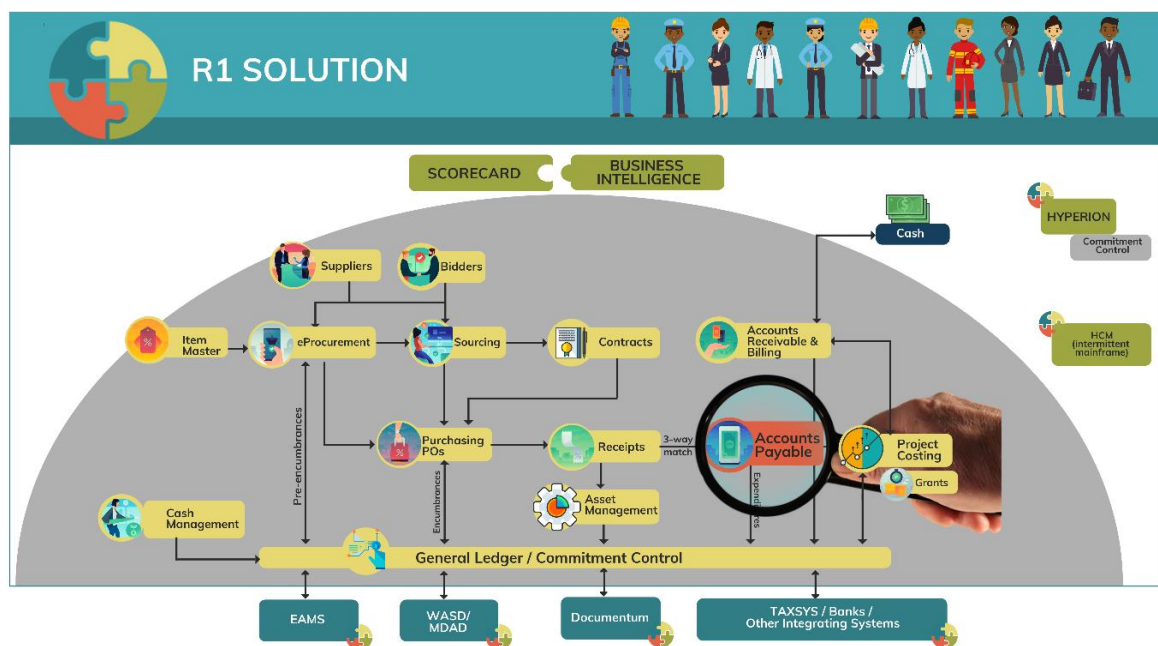 R1 SOLUTION
SCORECARD
BUSINESS
INTELLIGENCE
Cash
HYPERION
Commitment
Control
HCM
(intermittent
mainframe)
Suppliers
Bidders
Item
Master
eProcurement
Sourcing
Contracts
Accounts
Receivable &
Billing
Pre-encumbrances
Purchasing
POs
Receipts
3-way
match
Accounts
Payable
Project
Costing
Grants
Encumbrances
Asset
Management
Expenditures
Cash
Management
General Ledger / Commitment Control
EAMS
WASD/
MDAD
Documentum
TAXSYS / Banks /
Other Integrating Systems